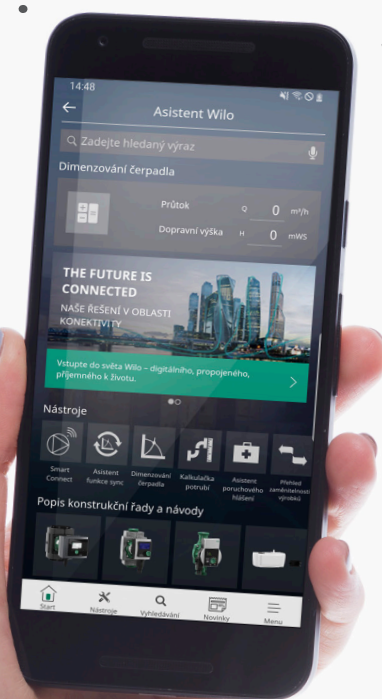 14:48
Asistent Wilo
Zadejte hledaný výraz
Dimenzování čerpadla
Průtok Q 0 m³/h
Dopravní výška H 0 mWS
THE FUTURE IS
CONNECTED
NAŠE ŘEŠENÍ V OBLASTI
KONEKTIVITY
Vstupte do světa Wilo – digitálního, propojeného,
příjemného k životu.
Nástroje
Smart
Connect
Asistent
funkce sync
Dimenzování
čerpadla
Kalkulačka
potrubí
Asistent
poruchového
hlášení
Přehled
zaměnitelnosti
výrobků
Popis konstrukční řady a návody
Start
Nástroje
Vyhledávání
Novinky
Menu